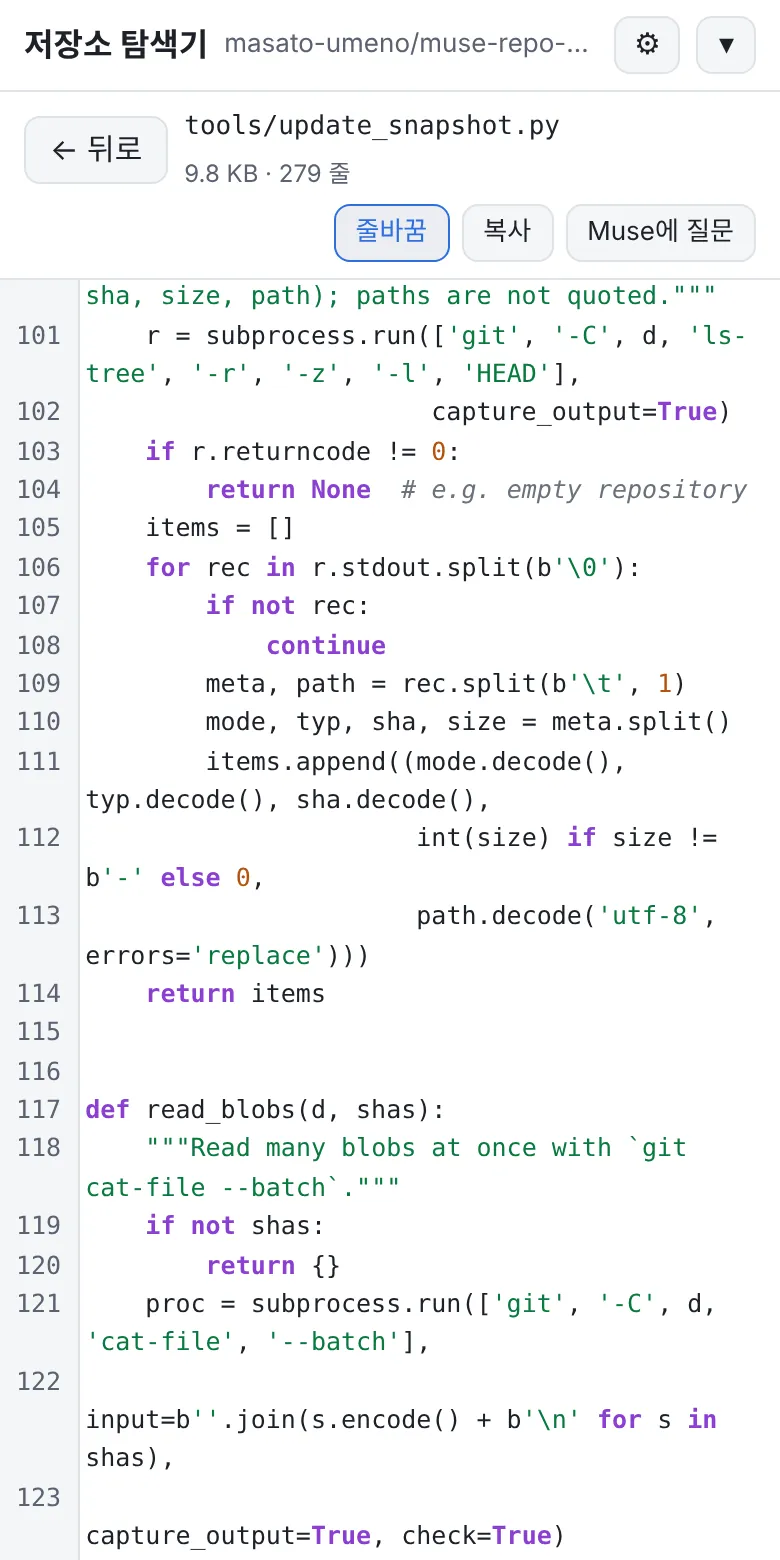 저장소 탐색기 masato-umeno/muse-repo-... ⚙ ▼
← 뒤로 tools/update_snapshot.py
9.8 KB · 279 줄
줄바꿈 복사 Muse에 질문
sha, size, path); paths are not quoted."""
101     r = subprocess.run(['git', '-C', d, 'ls-
tree', '-r', '-z', '-l', 'HEAD'],
102                        capture_output=True)
103     if r.returncode != 0:
104         return None  # e.g. empty repository
105     items = []
106     for rec in r.stdout.split(b'\0'):
107         if not rec:
108             continue
109         meta, path = rec.split(b'\t', 1)
110         mode, typ, sha, size = meta.split()
111         items.append((mode.decode(),
typ.decode(), sha.decode(),
112                       int(size) if size !=
b'-' else 0,
113                       path.decode('utf-8',
errors='replace')))
114     return items
115
116
117 def read_blobs(d, shas):
118     """Read many blobs at once with `git
cat-file --batch`."""
119     if not shas:
120         return {}
121     proc = subprocess.run(['git', '-C', d,
'cat-file', '--batch'],
122
input=b''.join(s.encode() + b'\n' for s in
shas),
123
capture_output=True, check=True)